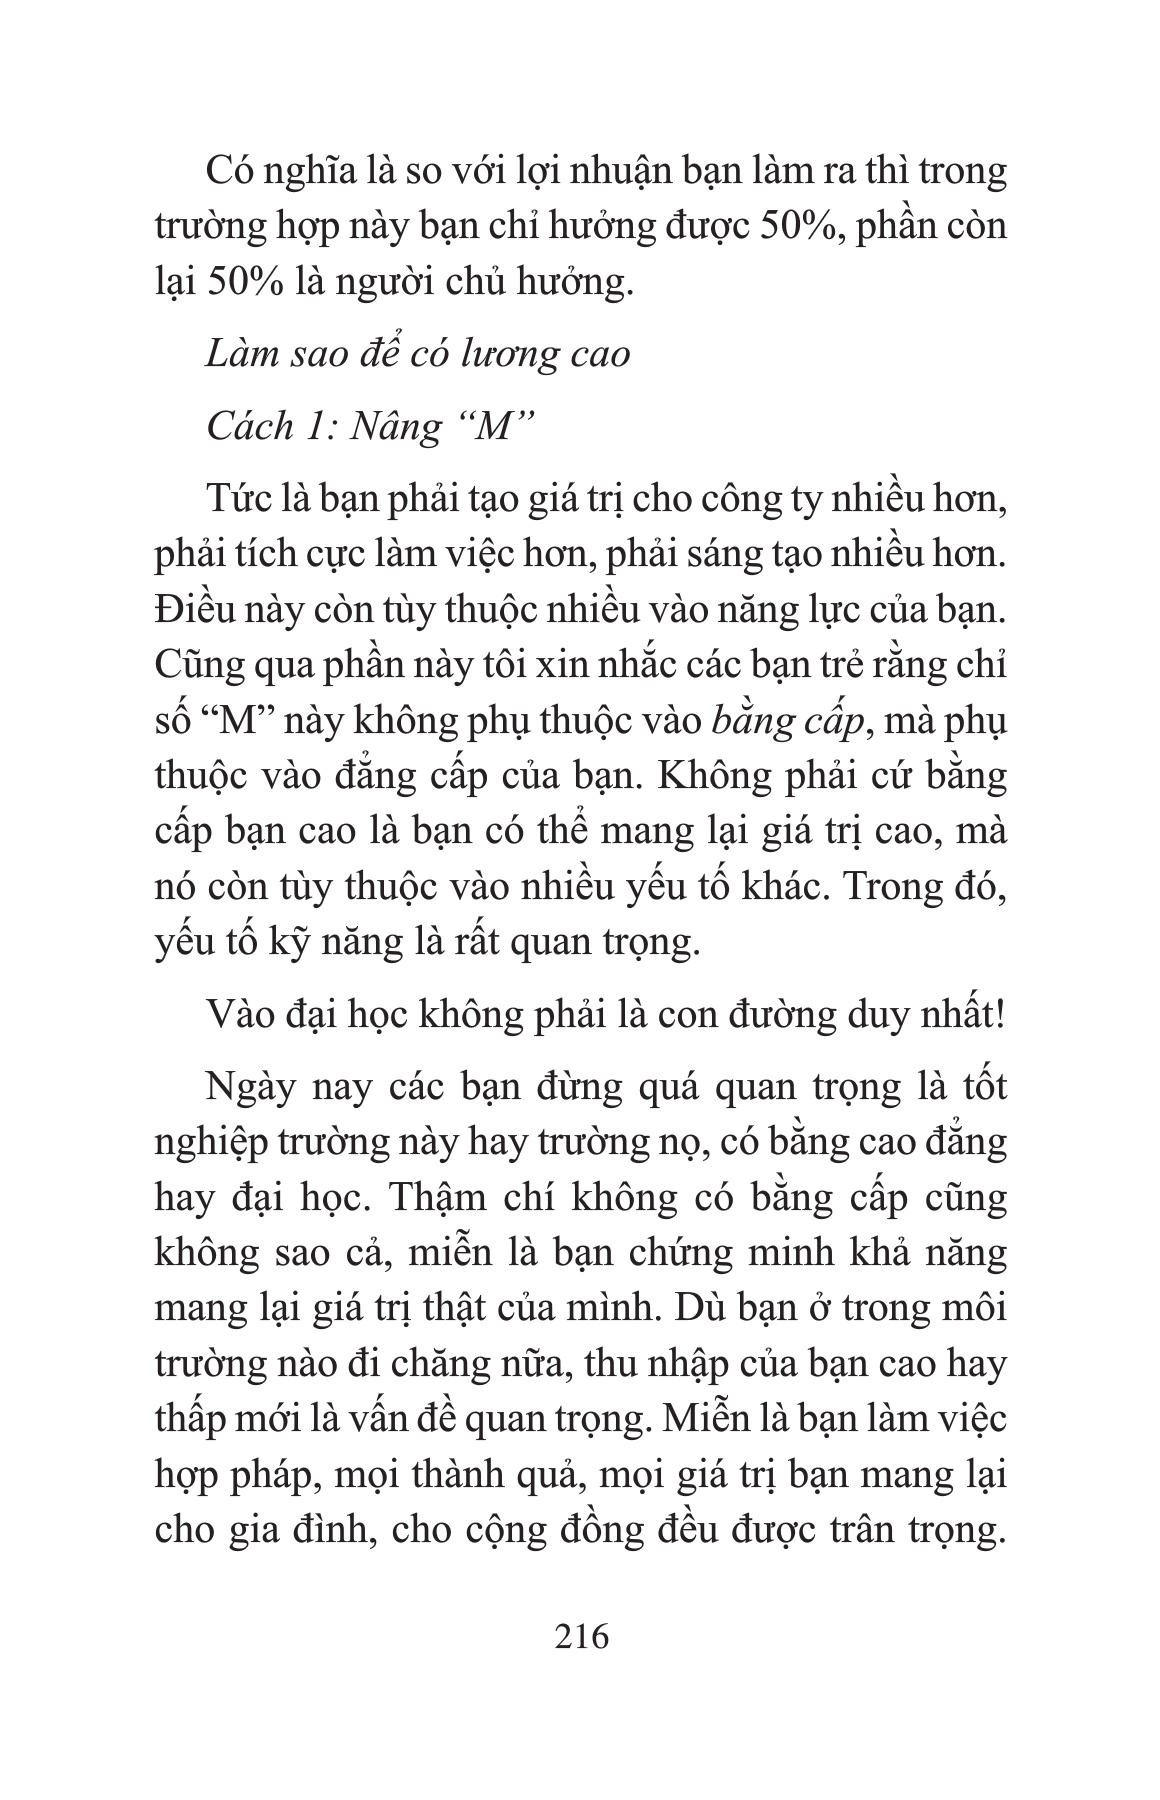 Có nghĩa là so với lợi nhuận bạn làm ra thì trong
trường hợp này bạn chỉ hưởng được 50%, phần còn
lại 50% là người chủ hưởng.
Làm sao để có lương cao
Cách 1: Nâng “M”
Tức là bạn phải tạo giá trị cho công ty nhiều hơn,
phải tích cực làm việc hơn, phải sáng tạo nhiều hơn.
Điều này còn tùy thuộc nhiều vào năng lực của bạn.
Cũng qua phần này tôi xin nhắc các bạn trẻ rằng chỉ
số “M” này không phụ thuộc vào bằng cấp, mà phụ
thuộc vào đẳng cấp của bạn. Không phải cứ bằng
cấp bạn cao là bạn có thể mang lại giá trị cao, mà
nó còn tùy thuộc vào nhiều yếu tố khác. Trong đó,
yếu tố kỹ năng là rất quan trọng.
Vào đại học không phải là con đường duy nhất!
Ngày nay các bạn đừng quá quan trọng là tốt
nghiệp trường này hay trường nọ, có bằng cao đẳng
hay đại học. Thậm chí không có bằng cấp cũng
không sao cả, miễn là bạn chứng minh khả năng
mang lại giá trị thật của mình. Dù bạn ở trong môi
trường nào đi chăng nữa, thu nhập của bạn cao hay
thấp mới là vấn đề quan trọng. Miễn là bạn làm việc
hợp pháp, mọi thành quả, mọi giá trị bạn mang lại
cho gia đình, cho cộng đồng đều được trân trọng.
216